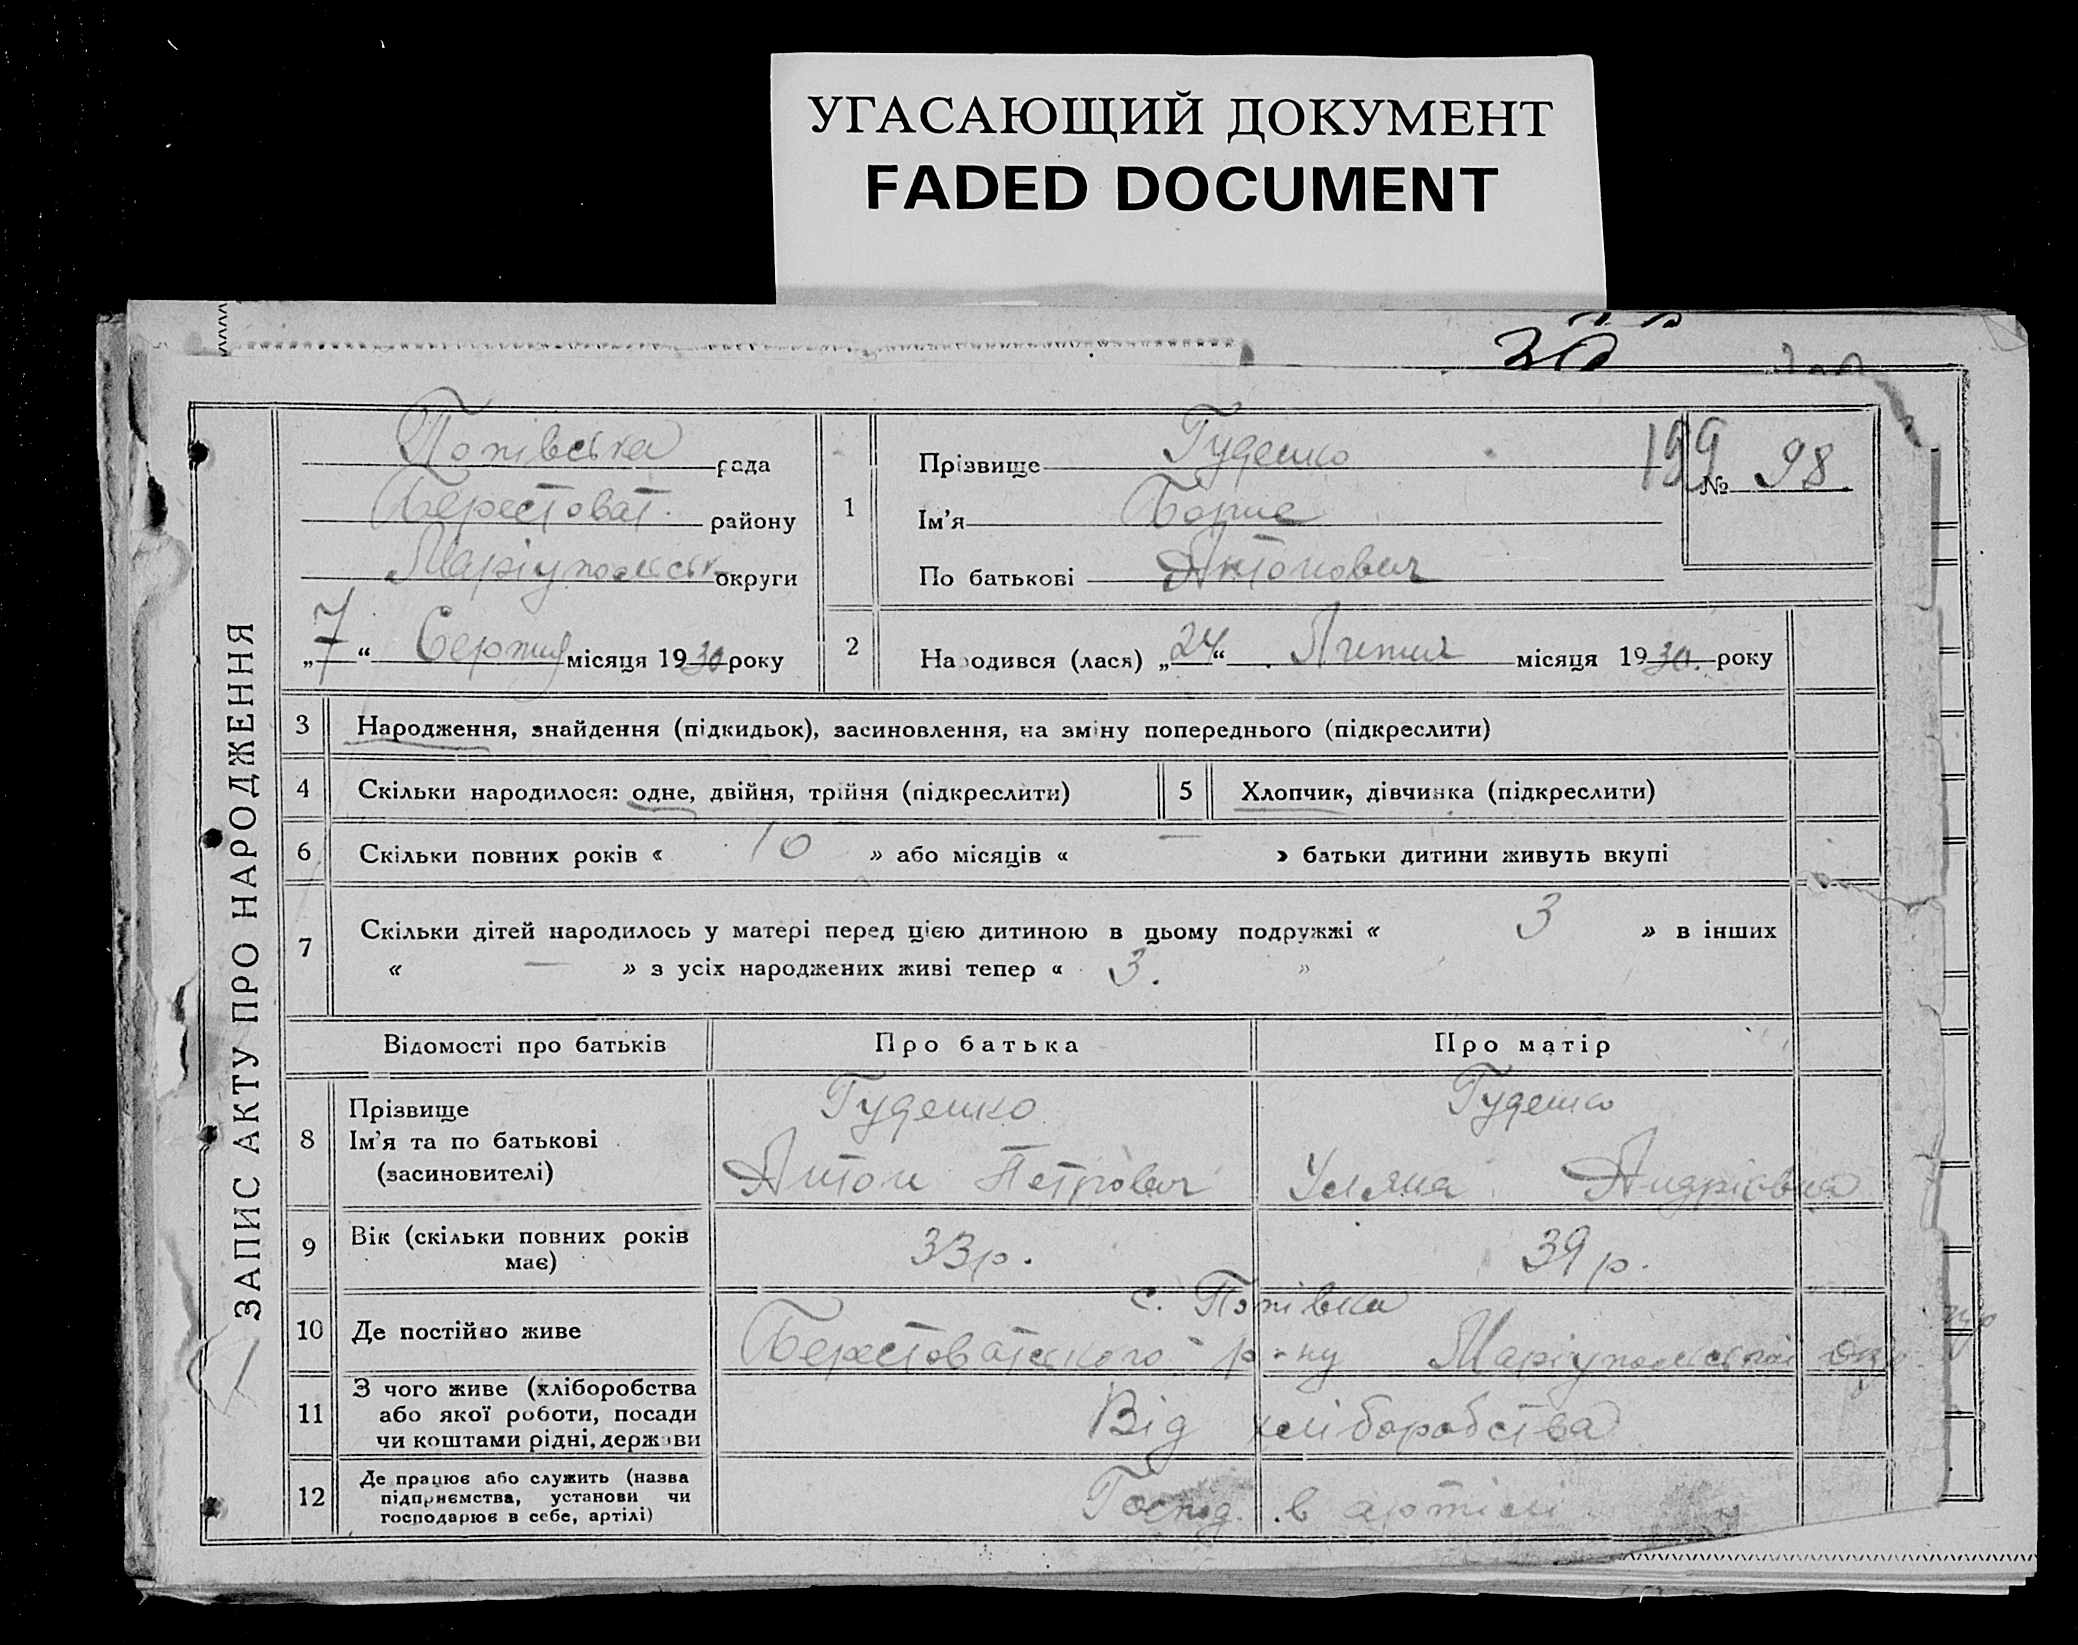 УГАСАЮЩИЙ ДОКУМЕНТ
FADED DOCUMENT
ЗАПИС АКТУ ПРО НАРОДЖЕННЯ
Попівська рада
Берестоват. району
Маріупольськ округи
„7“ Серпня місяця 1930 року
1
Прізвище Гуденко
Ім'я Борис
По батькові Антонович
199
№ 98.
2
Народився (лася) „24“ Липня місяця 1930. року
3 Народження, знайдення (підкидьок), засиновлення, на зміну попереднього (підкреслити)
4 Скільки народилося: одне, двійня, трійня (підкреслити)
5 Хлопчик, дівчинка (підкреслити)
6 Скільки повних років « 10 » або місяців « — » батьки дитини живуть вкупі
7 Скільки дітей народилось у матері перед цією дитиною в цьому подружжі « 3 » в інших
« — » з усіх народжених живі тепер « 3. »
Відомості про батьків Про батька Про матір
8 Прізвище
Ім'я та по батькові
(засиновителі)
Гуденко
Антон Петрович
Гуденко
Уляна Андріовна
9 Вік (скільки повних років
має)
33 р.
39 р.
10 Де постійно живе
с. Попівка
Берестоватського р-ну Маріупольської окр
11 З чого живе (хліборобства
або якої роботи, посади
чи коштами рідні, держави
Від хліборобства
12 Де працює або служить (назва
підприємства, установи чи
господарює в себе, артілі)
Господ. в артілі